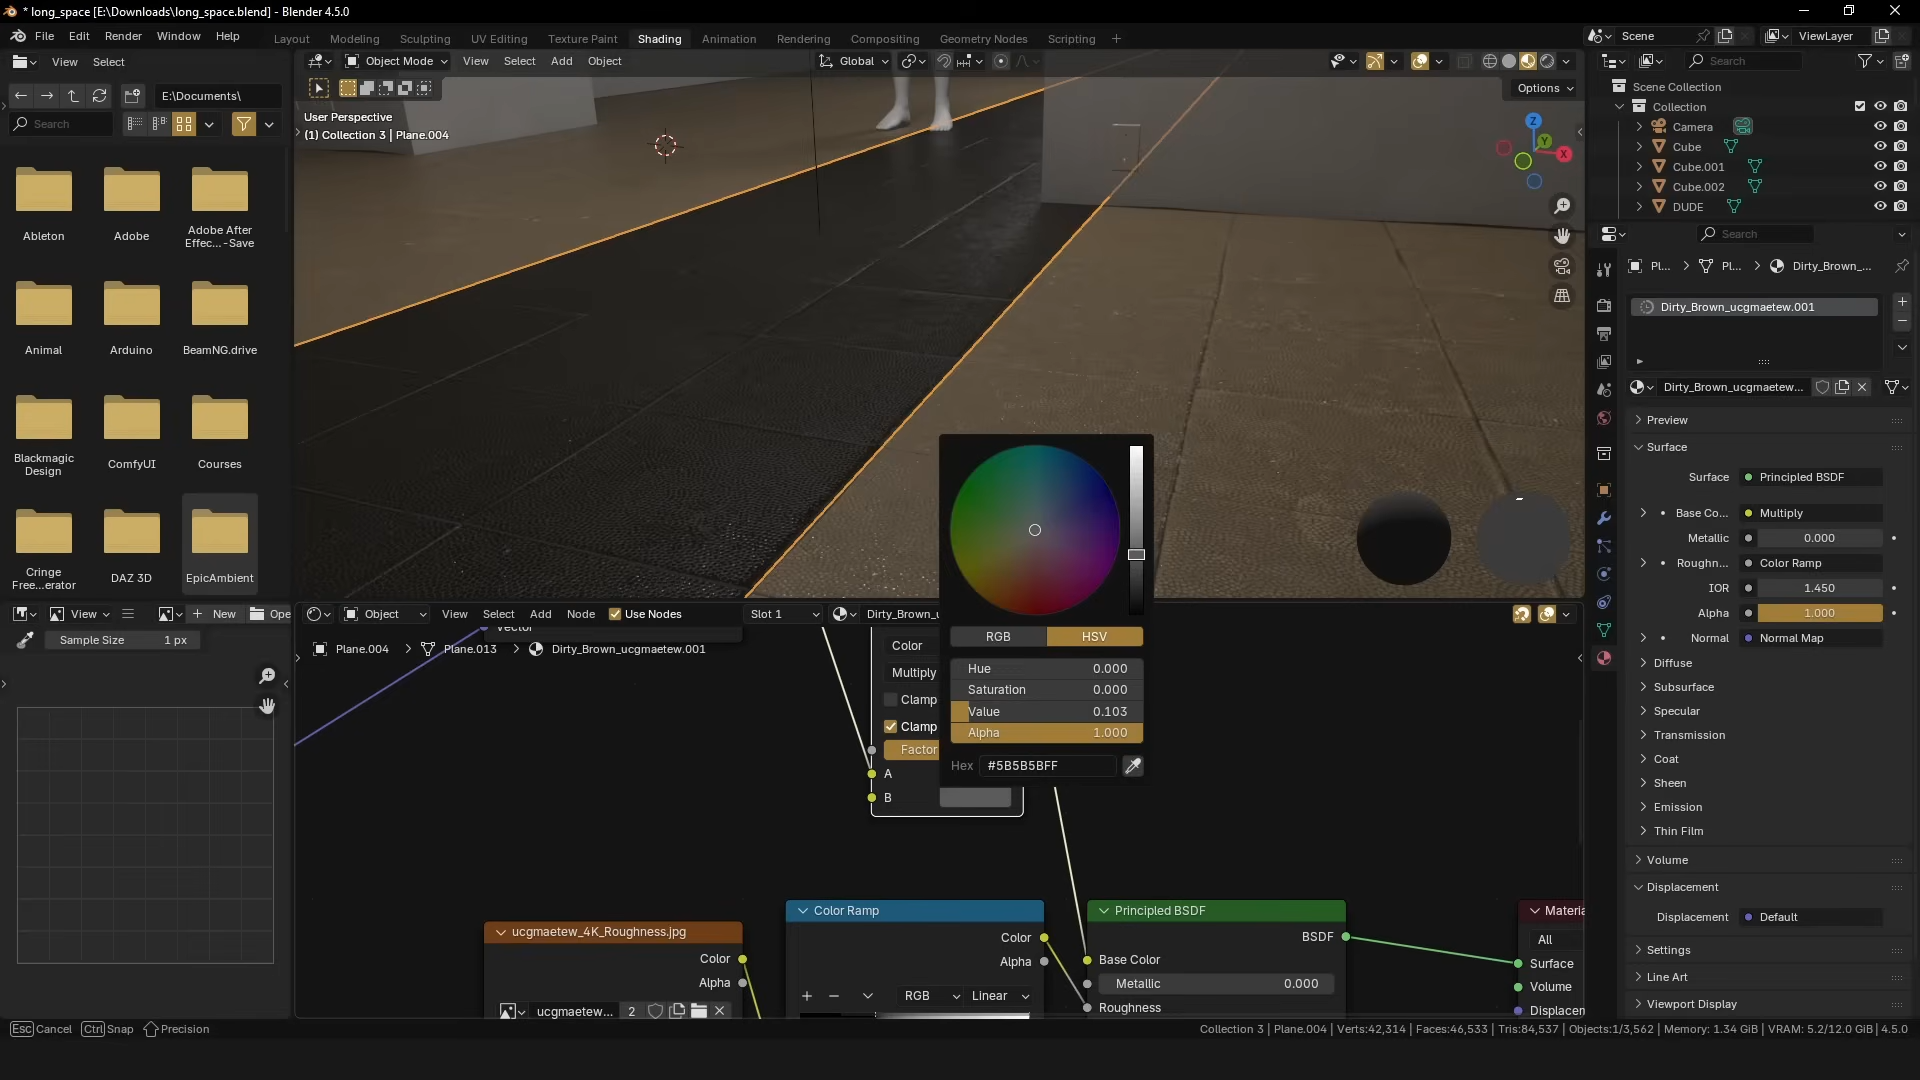 * long_space [E:\Downloads\long_space.blend] - Blender 4.5.0
File Edit Render Window Help
Layout Modeling Sculpting UV Editing Texture Paint Shading Animation Rendering Compositing Geometry Nodes Scripting +
Scene
ViewLayer
View Select
E:\Documents\
Search
Ableton
Adobe
Adobe After
Effec...-Save
Animal
Arduino
BeamNG.drive
Blackmagic
Design
ComfyUI
Courses
Cringe
Free...erator
DAZ 3D
EpicAmbient
Object Mode View Select Add Object
Global
Options
User Perspective
(1) Collection 3 | Plane.004
Z
Y
X
Search
Scene Collection
Collection
Camera
Cube
Cube.001
Cube.002
DUDE
Search
Pl... > Pl... > Dirty_Brown_...
Dirty_Brown_ucgmaetew.001
Dirty_Brown_ucgmaetew...
Preview
Surface
Surface Principled BSDF
Base Co... Multiply
Metallic 0.000
Roughn... Color Ramp
IOR 1.450
Alpha 1.000
Normal Normal Map
Diffuse
Subsurface
Specular
Transmission
Coat
Sheen
Emission
Thin Film
Volume
Displacement
Displacement Default
Settings
Line Art
Viewport Display
View
New
Ope
Sample Size 1 px
Object View Select Add Node Use Nodes Slot 1 Dirty_Brown_u
Vector
Plane.004 > Plane.013 > Dirty_Brown_ucgmaetew.001
Color
Multiply
Clamp
Clamp
Factor
A
B
RGB HSV
Hue 0.000
Saturation 0.000
Value 0.103
Alpha 1.000
Hex #5B5B5BFF
ucgmaetew_4K_Roughness.jpg
Color
Alpha
ucgmaetew... 2
Color Ramp
Color
Alpha
RGB Linear
Principled BSDF
BSDF
Base Color
Metallic 0.000
Roughness
Materia
All
Surface
Volume
Displacen
Esc Cancel Ctrl Snap Precision
Collection 3 | Plane.004 | Verts:42,314 | Faces:46,533 | Tris:84,537 | Objects:1/3,562 | Memory: 1.34 GiB | VRAM: 5.2/12.0 GiB | 4.5.0